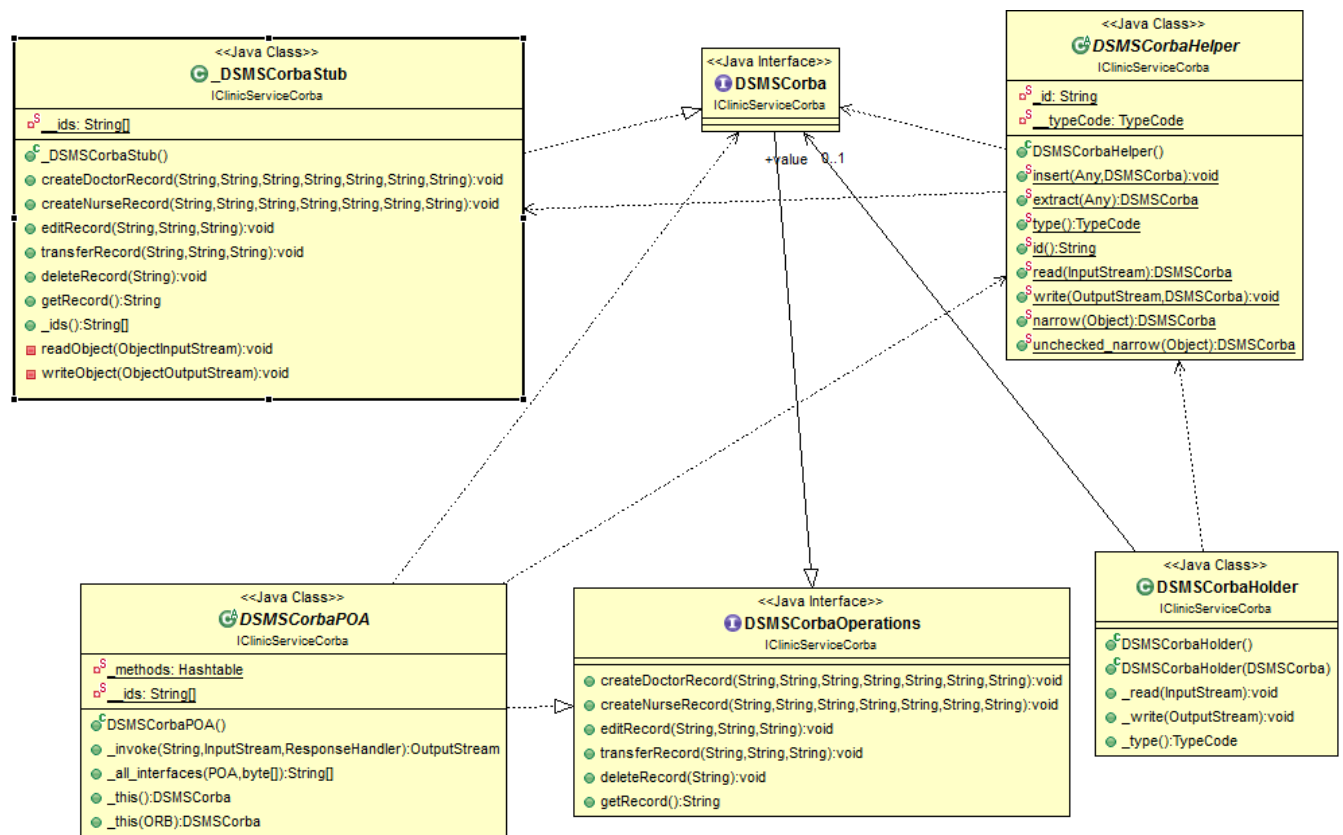 <<Java Class>>
_DSMSCorbaStub
IClinicServiceCorba
__ids: String[]
_DSMSCorbaStub()
createDoctorRecord(String,String,String,String,String,String,String):void
createNurseRecord(String,String,String,String,String,String,String):void
editRecord(String,String,String):void
transferRecord(String,String,String):void
deleteRecord(String):void
getRecord():String
_ids():String[]
readObject(ObjectInputStream):void
writeObject(ObjectOutputStream):void
<<Java Interface>>
DSMSCorba
IClinicServiceCorba
+value 0..1
<<Java Class>>
DSMSCorbaHelper
IClinicServiceCorba
_id: String
__typeCode: TypeCode
DSMSCorbaHelper()
insert(Any,DSMSCorba):void
extract(Any):DSMSCorba
type():TypeCode
id():String
read(InputStream):DSMSCorba
write(OutputStream,DSMSCorba):void
narrow(Object):DSMSCorba
unchecked_narrow(Object):DSMSCorba
<<Java Class>>
DSMSCorbaPOA
IClinicServiceCorba
_methods: Hashtable
__ids: String[]
DSMSCorbaPOA()
_invoke(String,InputStream,ResponseHandler):OutputStream
_all_interfaces(POA,byte[]):String[]
_this():DSMSCorba
_this(ORB):DSMSCorba
<<Java Interface>>
DSMSCorbaOperations
IClinicServiceCorba
createDoctorRecord(String,String,String,String,String,String,String):void
createNurseRecord(String,String,String,String,String,String,String):void
editRecord(String,String,String):void
transferRecord(String,String,String):void
deleteRecord(String):void
getRecord():String
<<Java Class>>
DSMSCorbaHolder
IClinicServiceCorba
DSMSCorbaHolder()
DSMSCorbaHolder(DSMSCorba)
_read(InputStream):void
_write(OutputStream):void
_type():TypeCode